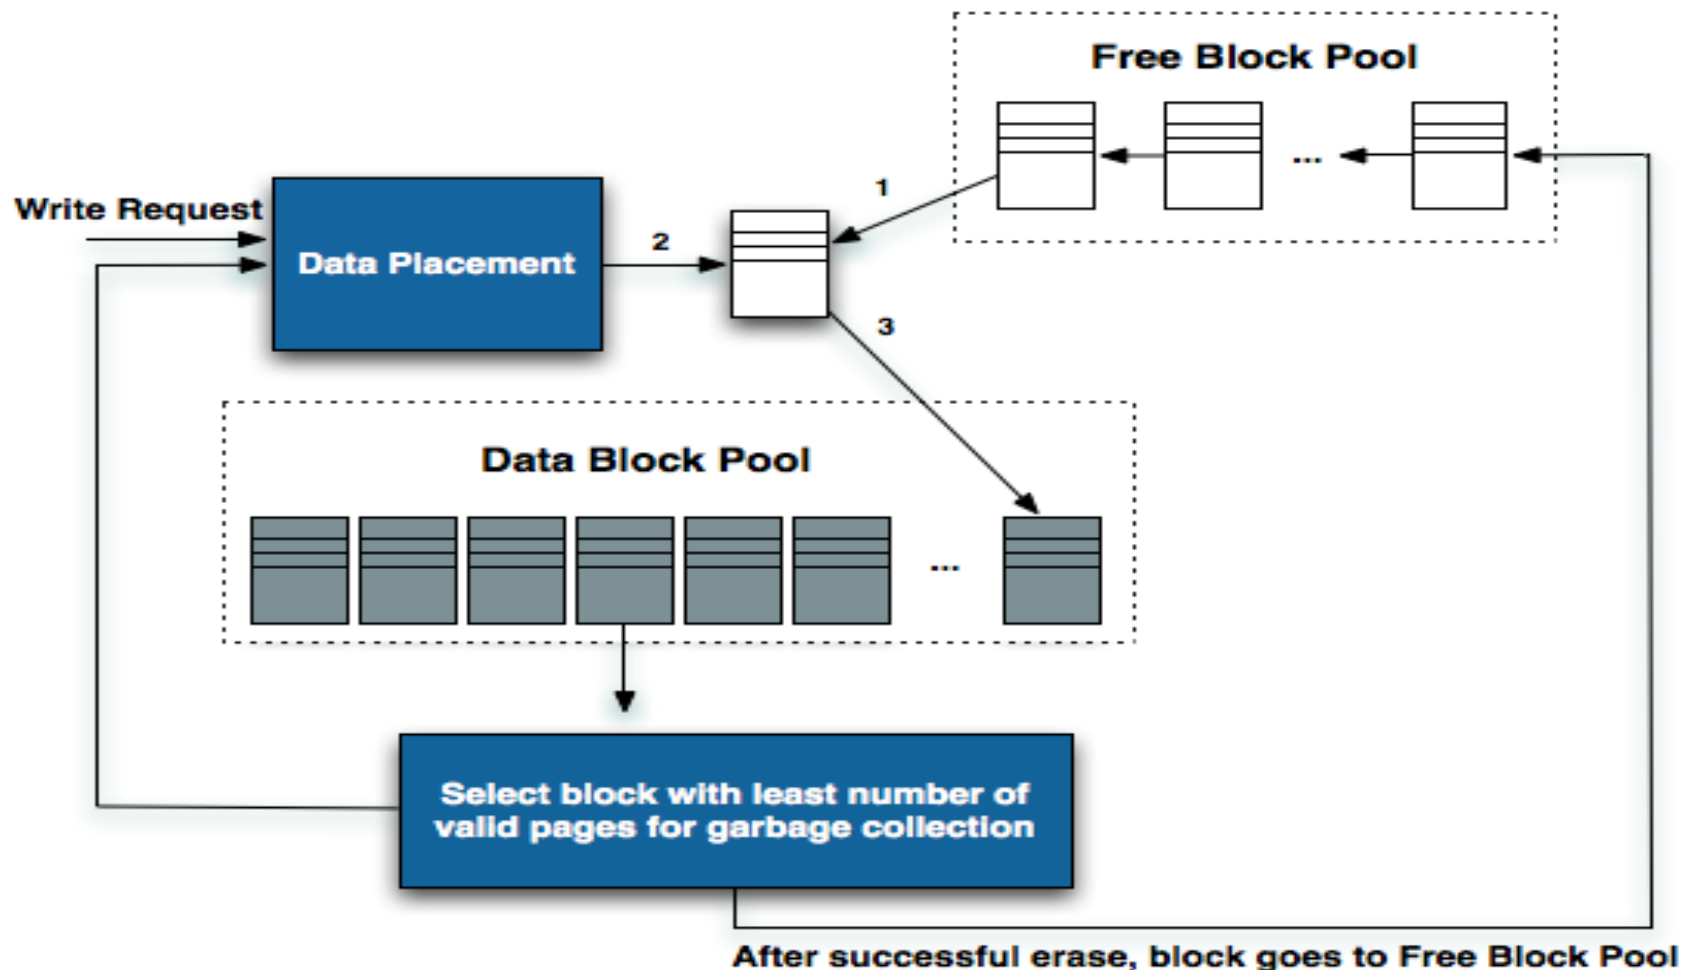 Free Block Pool
...
1
Write Request
Data Placement
2
3
Data Block Pool
...
Select block with least number of
valid pages for garbage collection
After successful erase, block goes to Free Block Pool